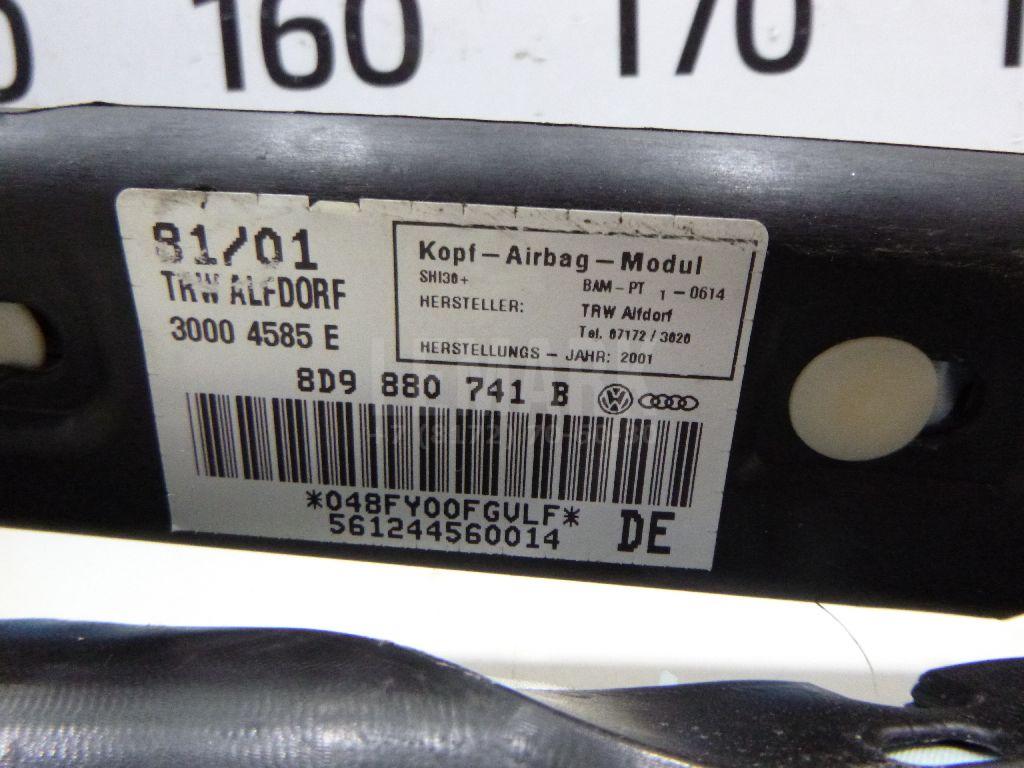 160
170
81/01
TRW ALFDORF
3000 4585 E
Kopf-Airbag-Modul
SHI30+
BAM-PT 1-0614
HERSTELLER:
TRW Alfdorf
Tel. 07172/3020
HERSTELLUNGS-JAHR: 2001
8D9 880 741 B
*048FY00FGVLF*
561244560014
DE